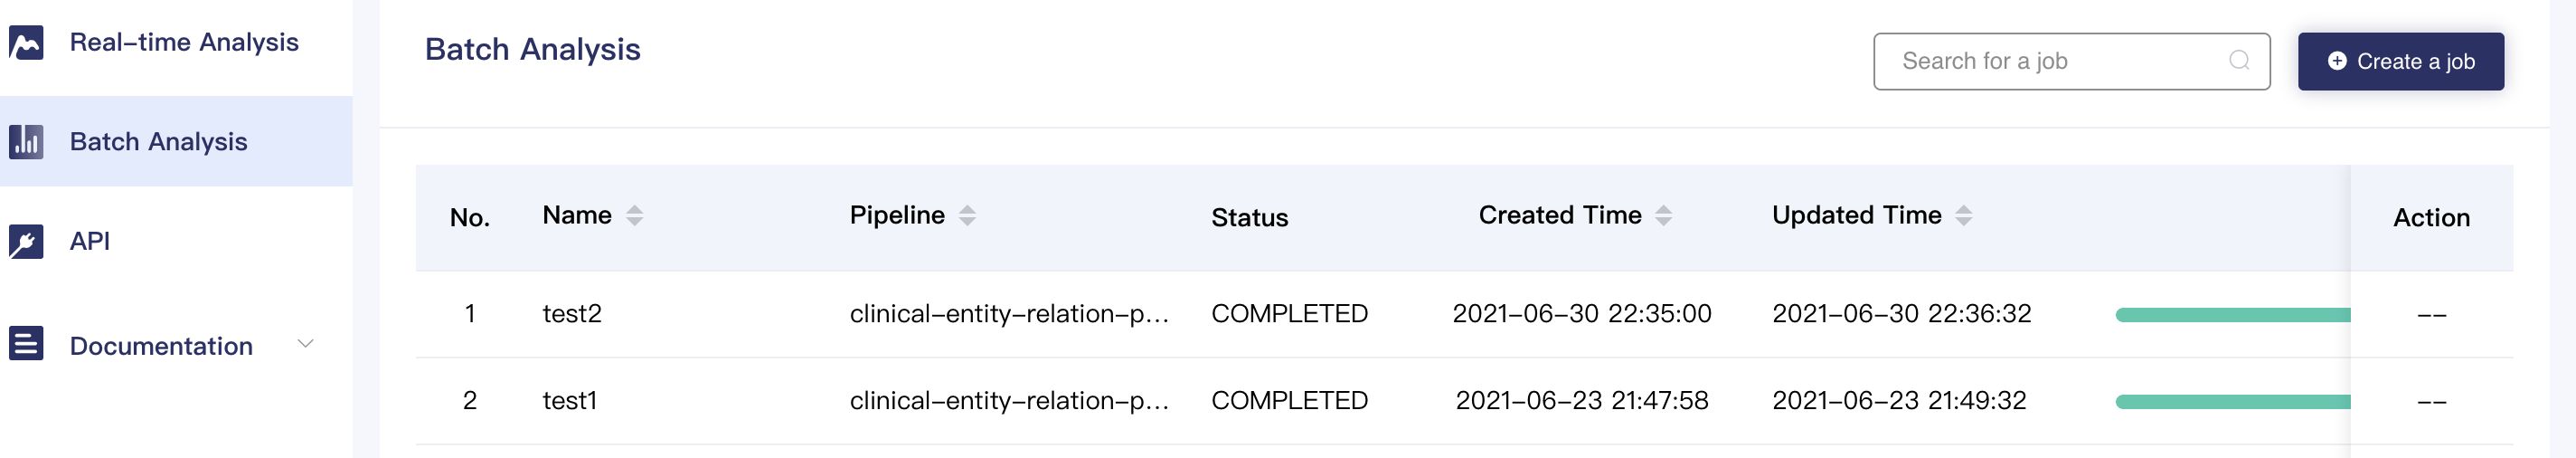 Real-time Analysis
Batch Analysis
API
Documentation
Batch Analysis
Search for a job
Create a job
No. Name Pipeline Status Created Time Updated Time Action
1 test2 clinical-entity-relation-p... COMPLETED 2021-06-30 22:35:00 2021-06-30 22:36:32 --
2 test1 clinical-entity-relation-p... COMPLETED 2021-06-23 21:47:58 2021-06-23 21:49:32 --